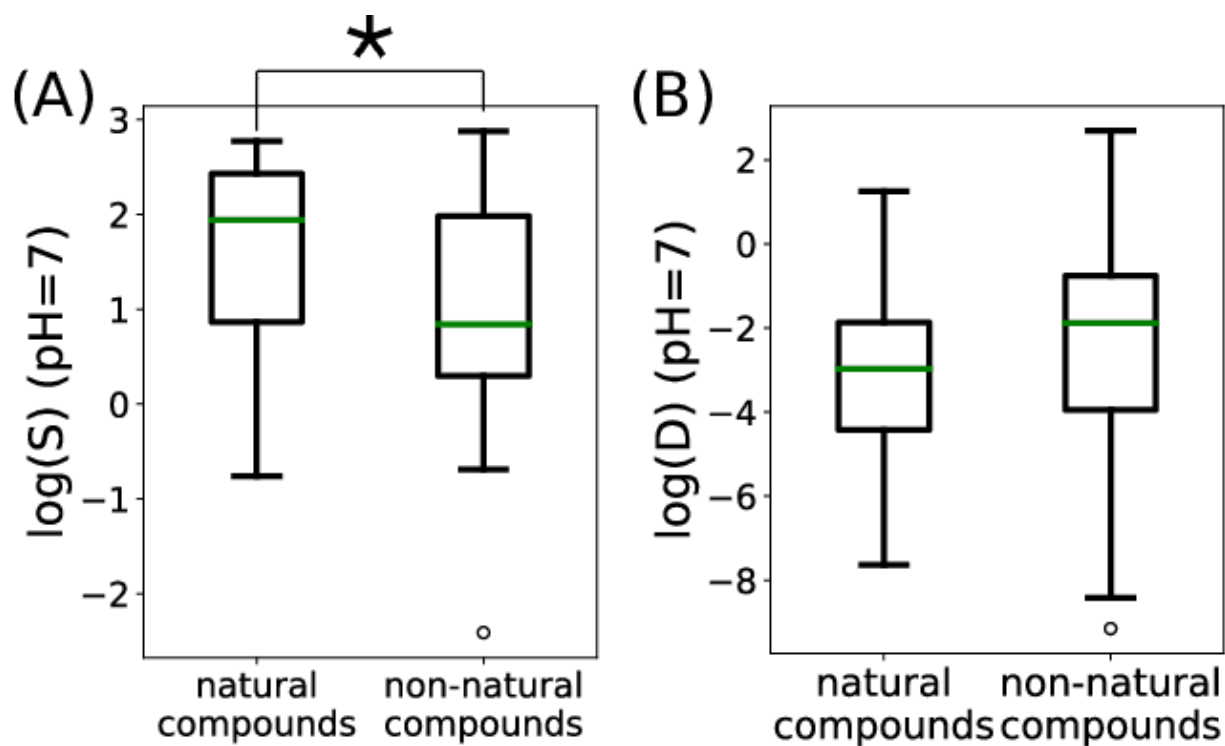 (A)
*
3
2
1
0
−1
−2
log(S) (pH=7)
natural
compounds
non-natural
compounds
(B)
2
0
−2
−4
−6
−8
log(D) (pH=7)
natural
compounds
non-natural
compounds